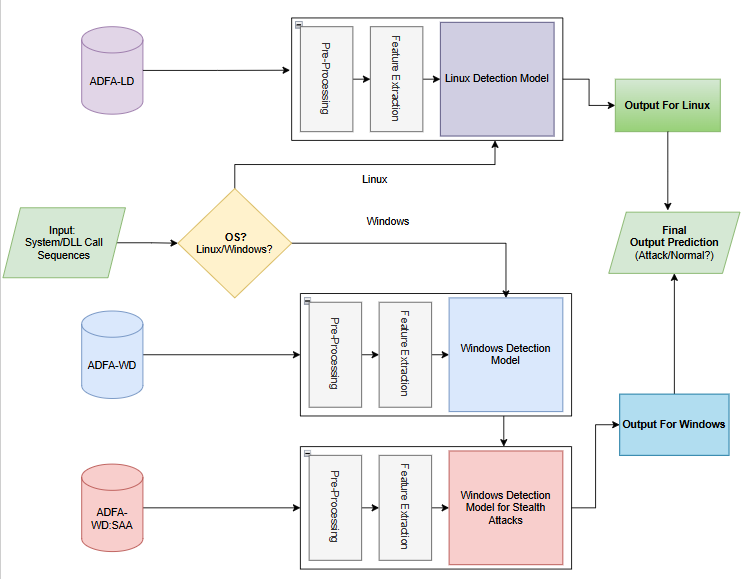 ADFA-LD
Pre-Processing
Feature Extraction
Linux Detection Model
Output For Linux
Linux
Input:
System/DLL Call
Sequences
OS?
Linux/Windows?
Windows
Final
Output Prediction
(Attack/Normal?)
ADFA-WD
Pre-Processing
Feature Extraction
Windows Detection
Model
Output For Windows
ADFA-
WD:SAA
Pre-Processing
Feature Extraction
Windows Detection
Model for Stealth
Attacks